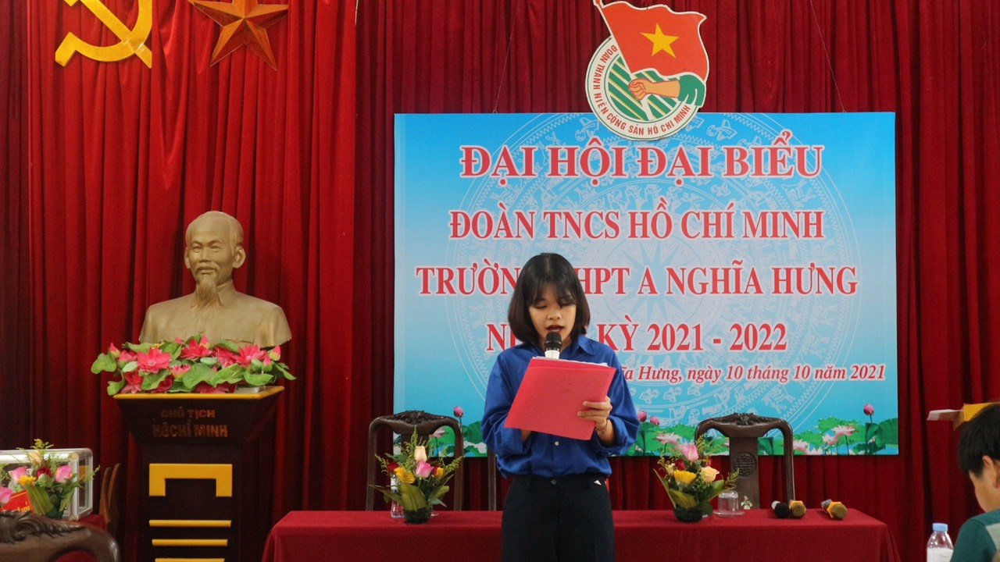 ĐOÀN THANH NIÊN CỘNG SẢN HỒ CHÍ MINH
ĐẠI HỘI ĐẠI BIỂU
ĐOÀN TNCS HỒ CHÍ MINH
A NGHĨA HƯNG
KỲ 2021 - 2022
Hưng, ngày 10 tháng 10 năm 2021
CHỦ TỊCH
HỒ CHÍ MINH